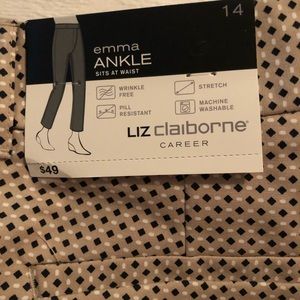 14
emma
ANKLE
SITS AT WAIST
WRINKLE FREE
STRETCH
PILL RESISTANT
MACHINE WASHABLE
LIZ claiborne®
CAREER
$49